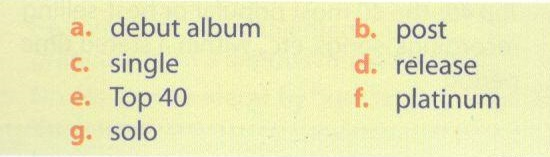 a. debut album b. post
c. single d. release
e. Top 40 f. platinum
g. solo